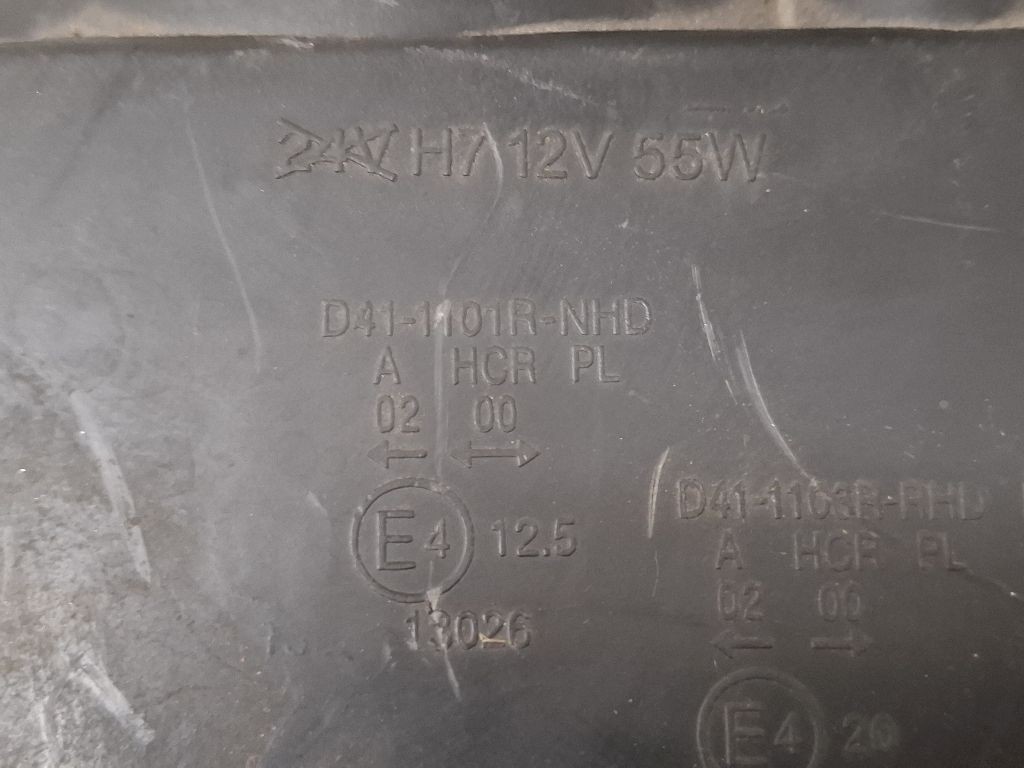 H7 12V 55W
D41-1101R-NHD
A HCR PL
02 00
E4 12.5
13026
D41-1103R-RHD
A HCR PL
02 00
E4 20